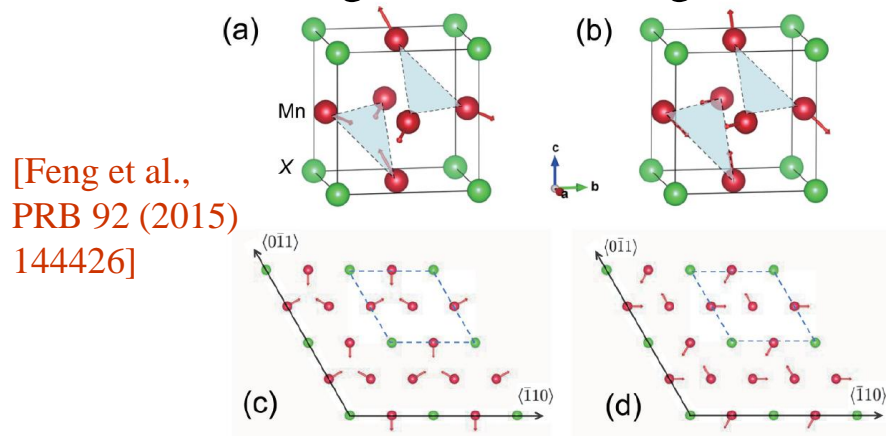 (a)
(b)
Mn
X
c
b
a
[Feng et al.,
PRB 92 (2015)
144426]
⟨01̄1⟩
⟨01̄1⟩
(c)
⟨1̄10⟩
(d)
⟨1̄10⟩